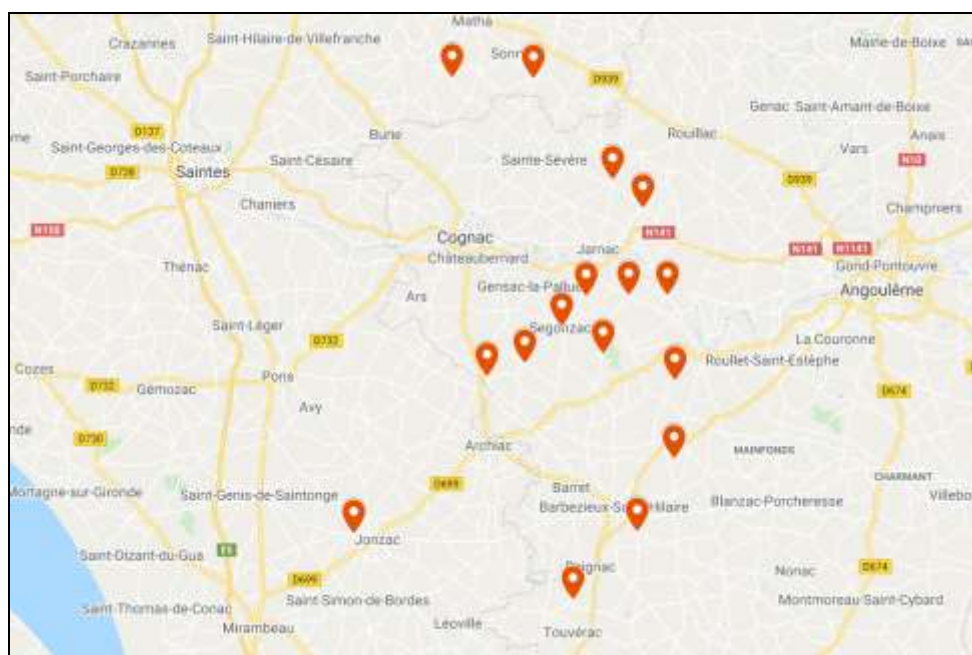 Matha
Crazannes
Saint-Hilaire-de-Villefranche
Maine-de-Boixe
Saint-Porchaire
D939
Genac
Saint-Amant-de-Boixe
D137
Burie
Rouillac
Anais
Saint-Georges-des-Coteaux
Saint-Césaire
Sainte-Sévère
Vars
N10
D728
Saintes
D939
Chaniers
Champniers
N150
Cognac
Jarnac
N141
N141
N1141
Châteaubernard
Gond-Pontouvre
Thénac
Ars
Angoulême
Saint-Léger
Segonzac
D732
La Couronne
Cozes
D732
Pons
Roullet-Saint-Estèphe
Gémozac
D674
Avy
D730
Archiac
MAINFONDS
D699
CHARMANT
Mortagne-sur-Gironde
Saint-Genis-de-Saintonge
Barret
Blanzac-Porcheresse
Jonzac
Saint-Dizant-du-Gua
D699
Nonac
D674
Saint-Thomas-de-Conac
Saint-Simon-de-Bordes
Montmoreau-Saint-Cybard
Mirambeau
Léoville
Touvérac